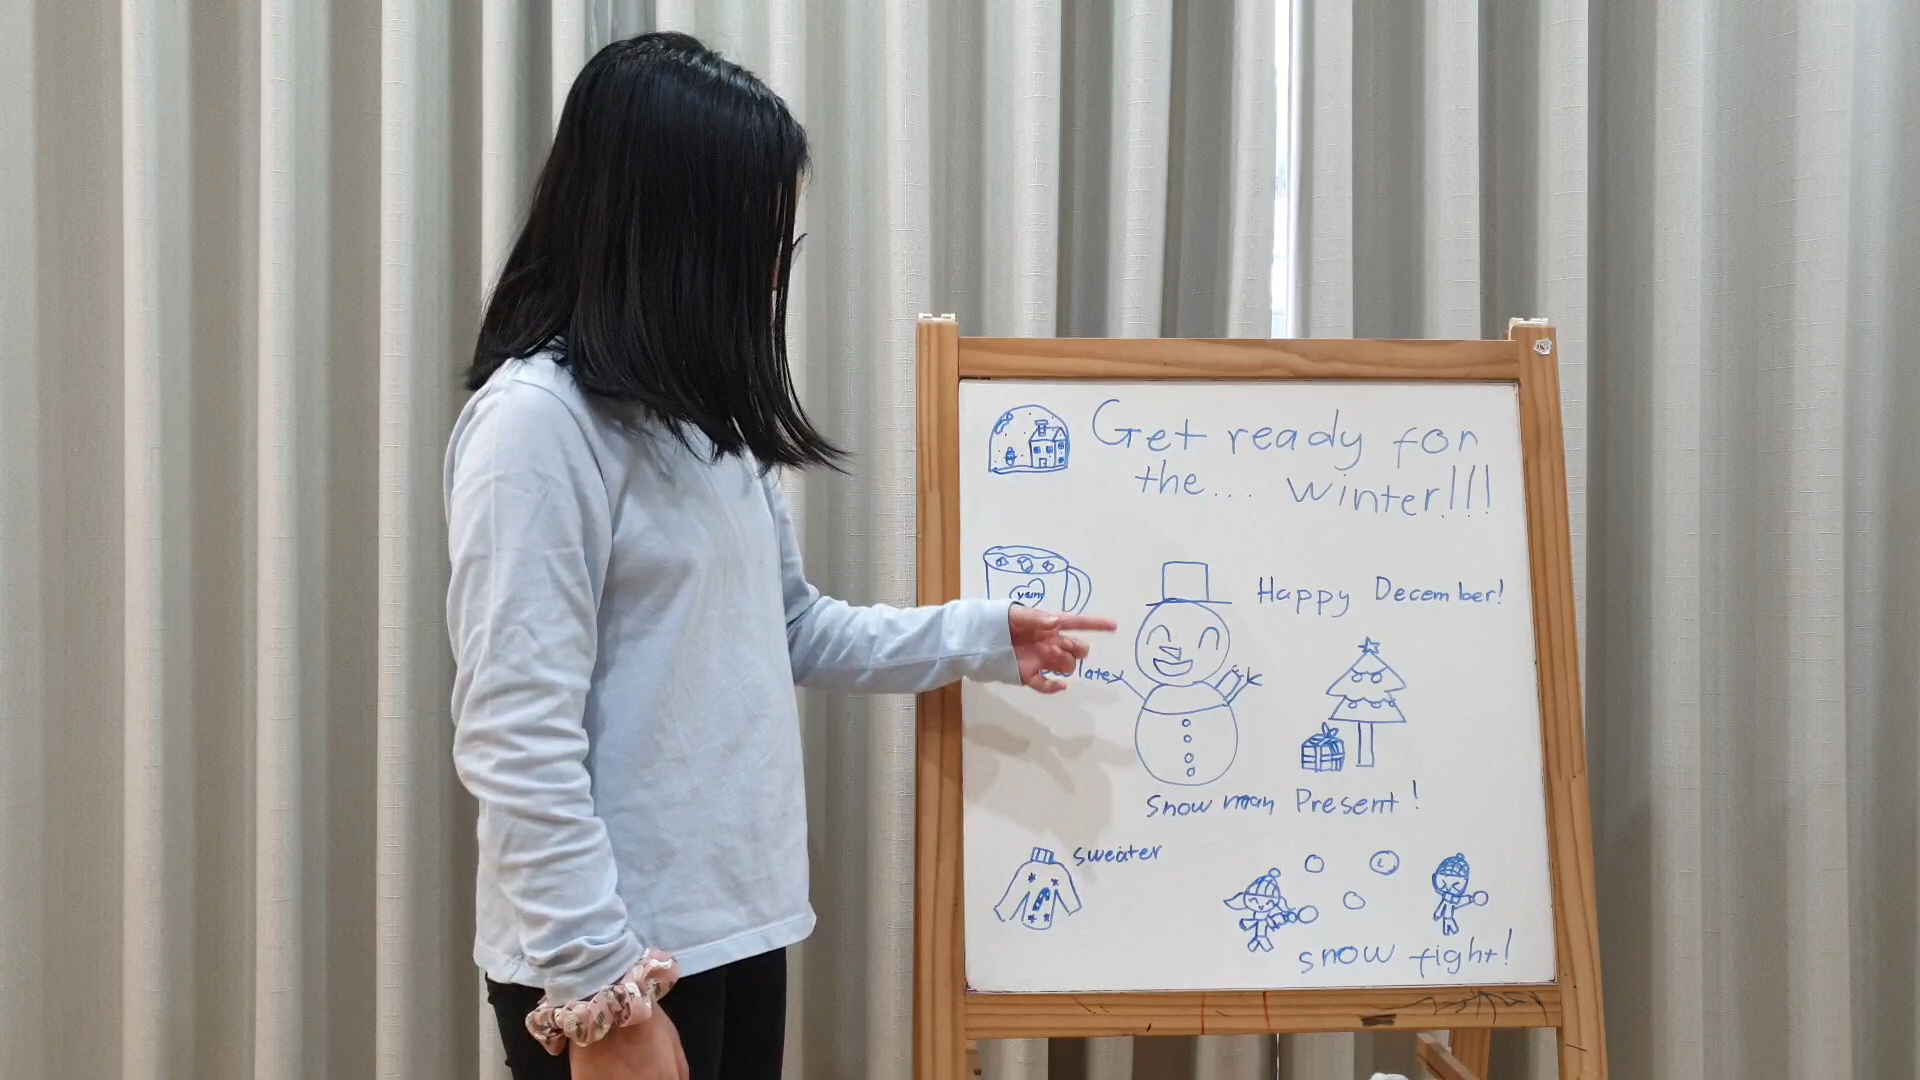 Get ready for
the... winter!!!
yum
Happy December!
Snow man Present!
sweater
snow fight!